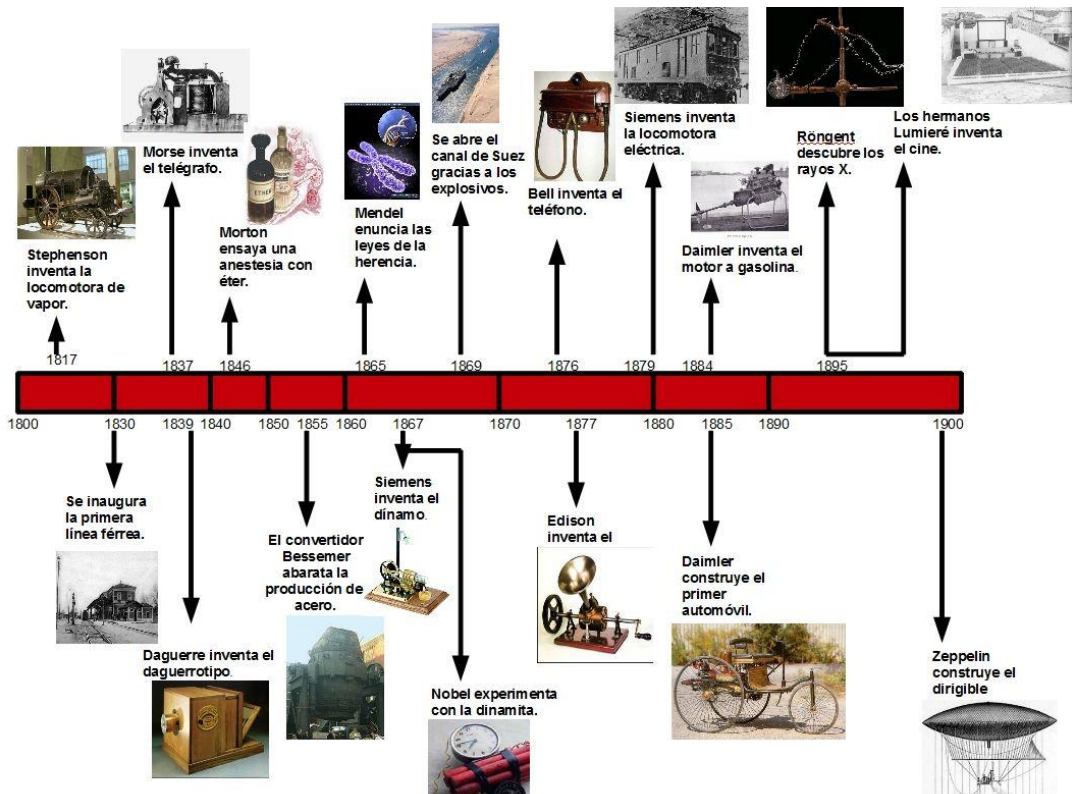 Morse inventa
el telégrafo.
Stephenson
inventa la
locomotora de
vapor.
Morton
ensaya una
anestesia con
éter.
ETHER
Mendel
enuncia las
leyes de la
herencia.
Se abre el
canal de Suez
gracias a los
explosivos.
Bell inventa el
teléfono.
Siemens inventa
la locomotora
eléctrica.
Daimler inventa el
motor a gasolina.
Röngent
descubre los
rayos X.
Los hermanos
Lumieré inventa
el cine.
1817
1837
1846
1865
1869
1876
1879
1884
1895
1800
1830
1839
1840
1850
1855
1860
1867
1870
1877
1880
1885
1890
1900
Se inaugura
la primera
línea férrea.
Daguerre inventa el
daguerrotipo.
El convertidor
Bessemer
abarata la
producción de
acero.
Siemens
inventa el
dínamo.
Nobel experimenta
con la dinamita.
Edison
inventa el
Daimler
construye el
primer
automóvil.
Zeppelin
construye el
dirigible